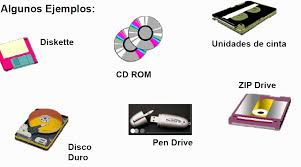 Algunos Ejemplos:
Diskette
CD ROM
Unidades de cinta
ZIP Drive
Disco
Duro
Pen Drive